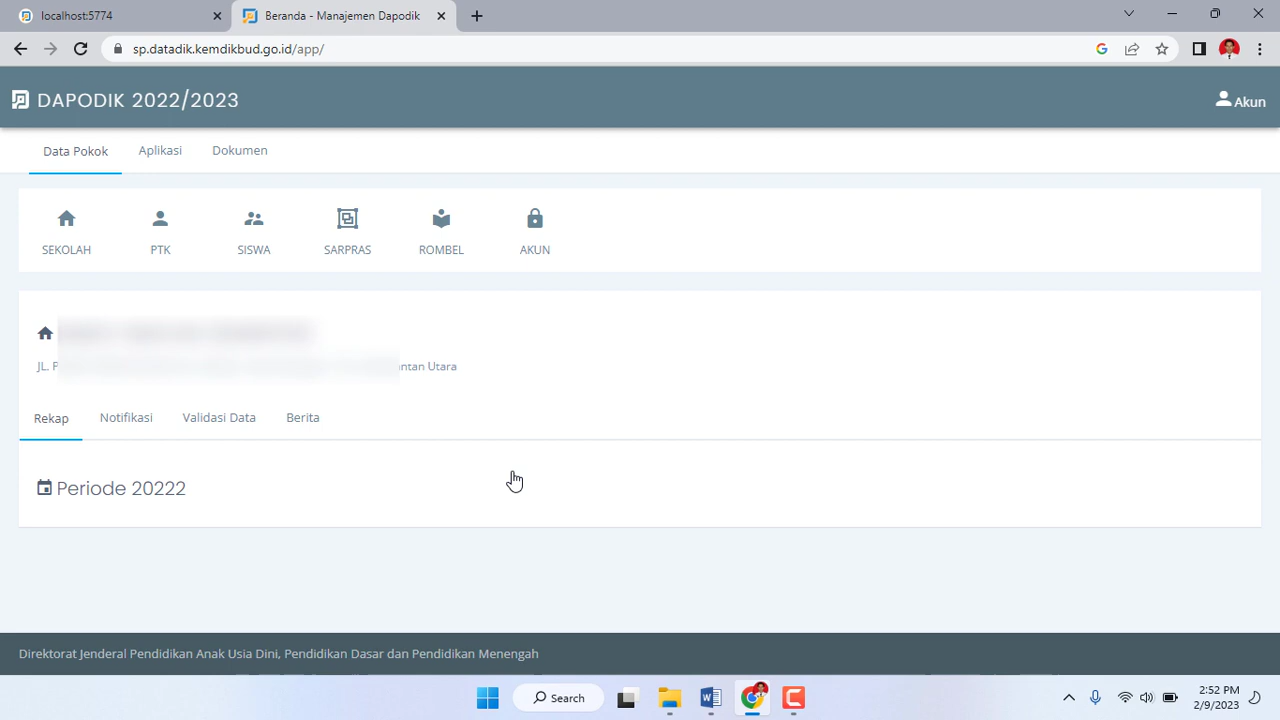 localhost:5774
Beranda - Manajemen Dapodik
sp.datadik.kemdikbud.go.id/app/
DAPODIK 2022/2023
Akun
Data Pokok
Aplikasi
Dokumen
SEKOLAH
PTK
SISWA
SARPRAS
ROMBEL
AKUN
JL. P
ntan Utara
Rekap
Notifikasi
Validasi Data
Berita
Periode 20222
Direktorat Jenderal Pendidikan Anak Usia Dini, Pendidikan Dasar dan Pendidikan Menengah
Search
2:52 PM
2/9/2023